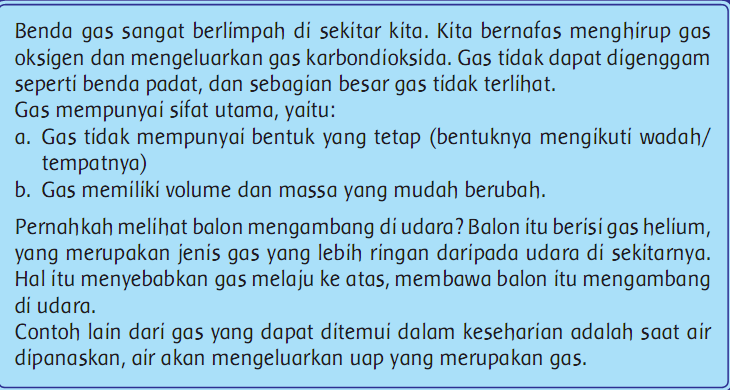 Benda gas sangat berlimpah di sekitar kita. Kita bernafas menghirup gas
oksigen dan mengeluarkan gas karbondioksida. Gas tidak dapat digenggam
seperti benda padat, dan sebagian besar gas tidak terlihat.
Gas mempunyai sifat utama, yaitu:
a. Gas tidak mempunyai bentuk yang tetap (bentuknya mengikuti wadah/
tempatnya)
b. Gas memiliki volume dan massa yang mudah berubah.
Pernahkah melihat balon mengambang di udara? Balon itu berisi gas helium,
yang merupakan jenis gas yang lebih ringan daripada udara di sekitarnya.
Hal itu menyebabkan gas melaju ke atas, membawa balon itu mengambang
di udara.
Contoh lain dari gas yang dapat ditemui dalam keseharian adalah saat air
dipanaskan, air akan mengeluarkan uap yang merupakan gas.